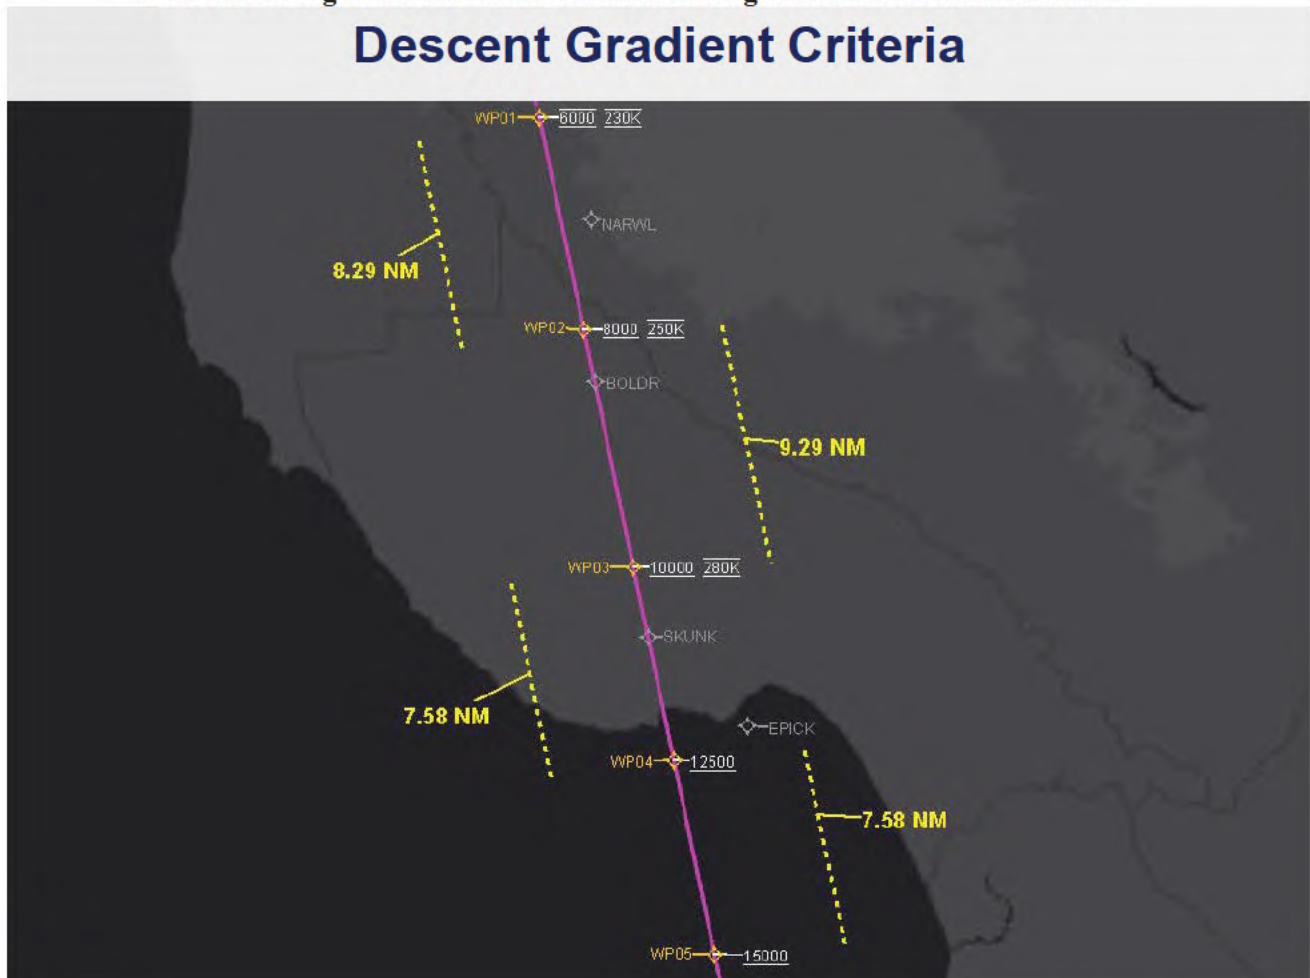 Descent Gradient Criteria
WP01 6000 230K
NARWL
8.29 NM
WP02 8000 250K
BOLDR
9.29 NM
WP03 10000 280K
SKUNK
7.58 NM
EPICK
WP04 12500
7.58 NM
WP05 15000